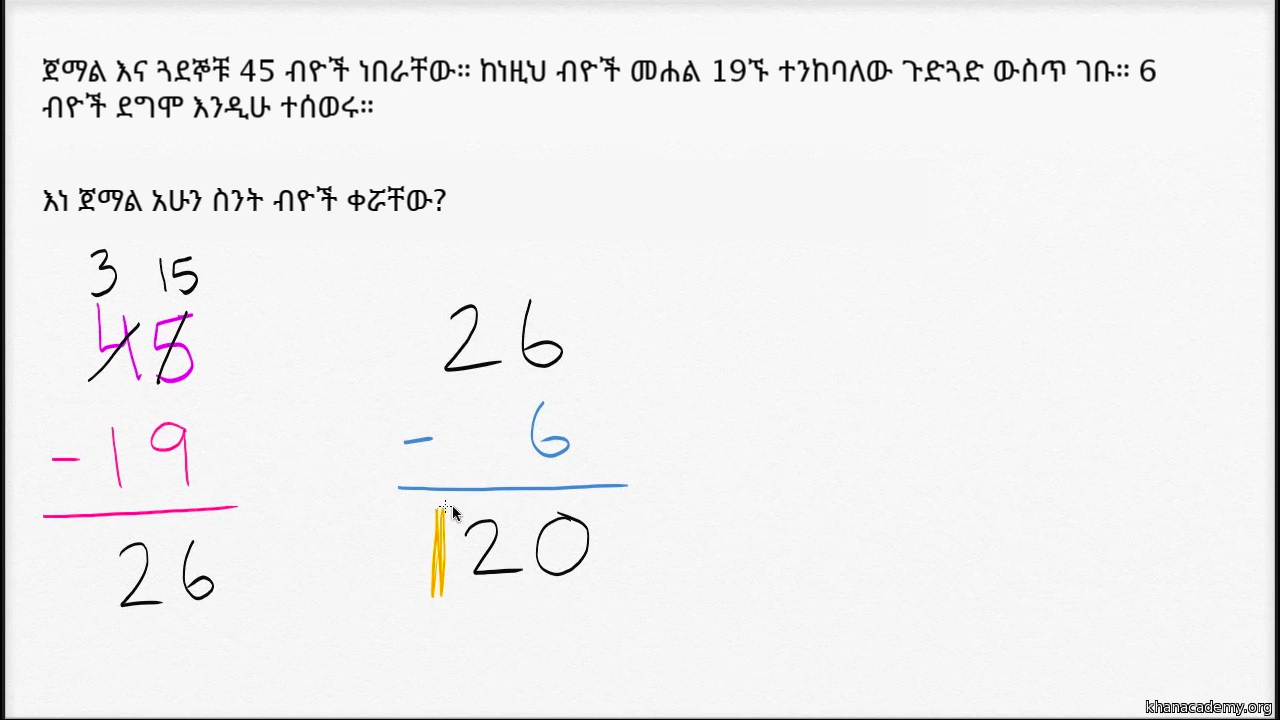 ጀማል እና ጓደኞቹ 45 ብዮች ነበራቸው። ከነዚህ ብዮች መሐል 19ኙ ተንከባለው ጉድጓድ ውስጥ ገቡ። 6
ብዮች ደግሞ እንዲሁ ተሰወሩ።
እነ ጀማል አሁን ስንት ብዮች ቀሯቸው?
3 15
45
- 19
26
26
- 6
20
khanacademy.org